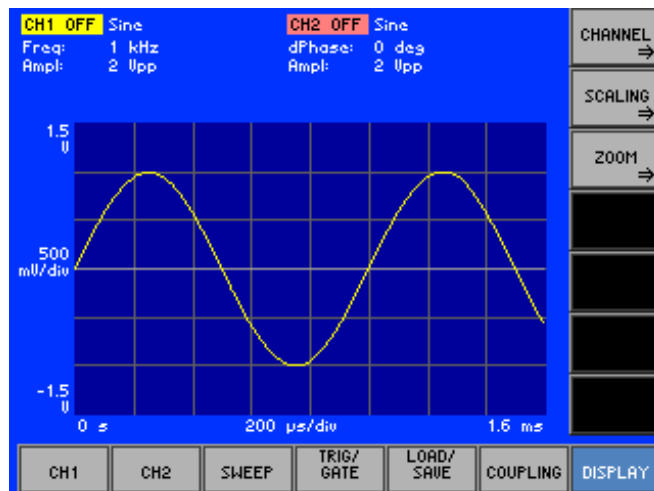 CH1 OFF Sine
Freq: 1 kHz
Ampl: 2 Vpp
CH2 OFF Sine
dPhase: 0 deg
Ampl: 2 Vpp
CHANNEL
SCALING
ZOOM
1.5
V
500
mV/div
-1.5
V
0 s 200 µs/div 1.6 ms
CH1
CH2
SWEEP
TRIG/
GATE
LOAD/
SAVE
COUPLING
DISPLAY